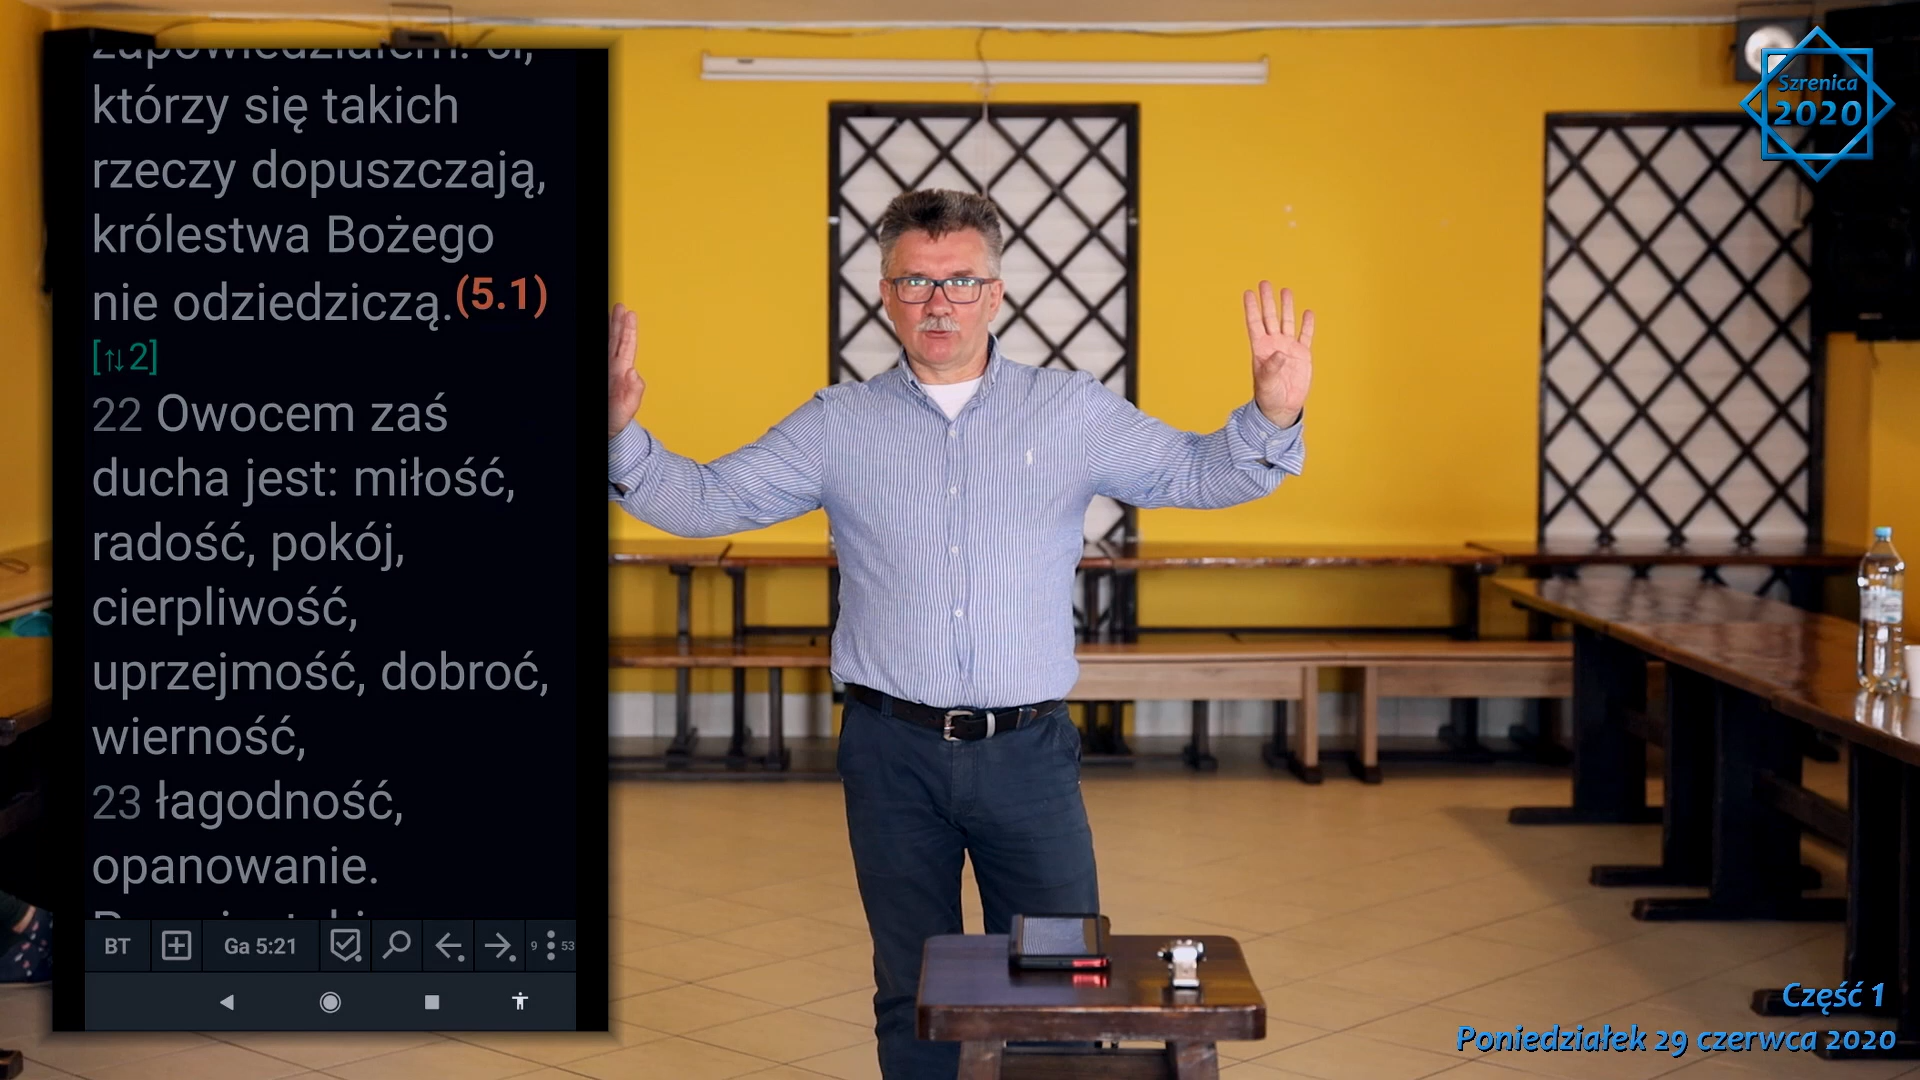 którzy się takich
rzeczy dopuszczają,
królestwa Bożego
nie odziedziczą.(5.1)
[↑↓2]
22 Owocem zaś
ducha jest: miłość,
radość, pokój,
cierpliwość,
uprzejmość, dobroć,
wierność,
23 łagodność,
opanowanie.
BT
Ga 5:21
9
53
Szrenica
2020
Część 1
Poniedziałek 29 czerwca 2020